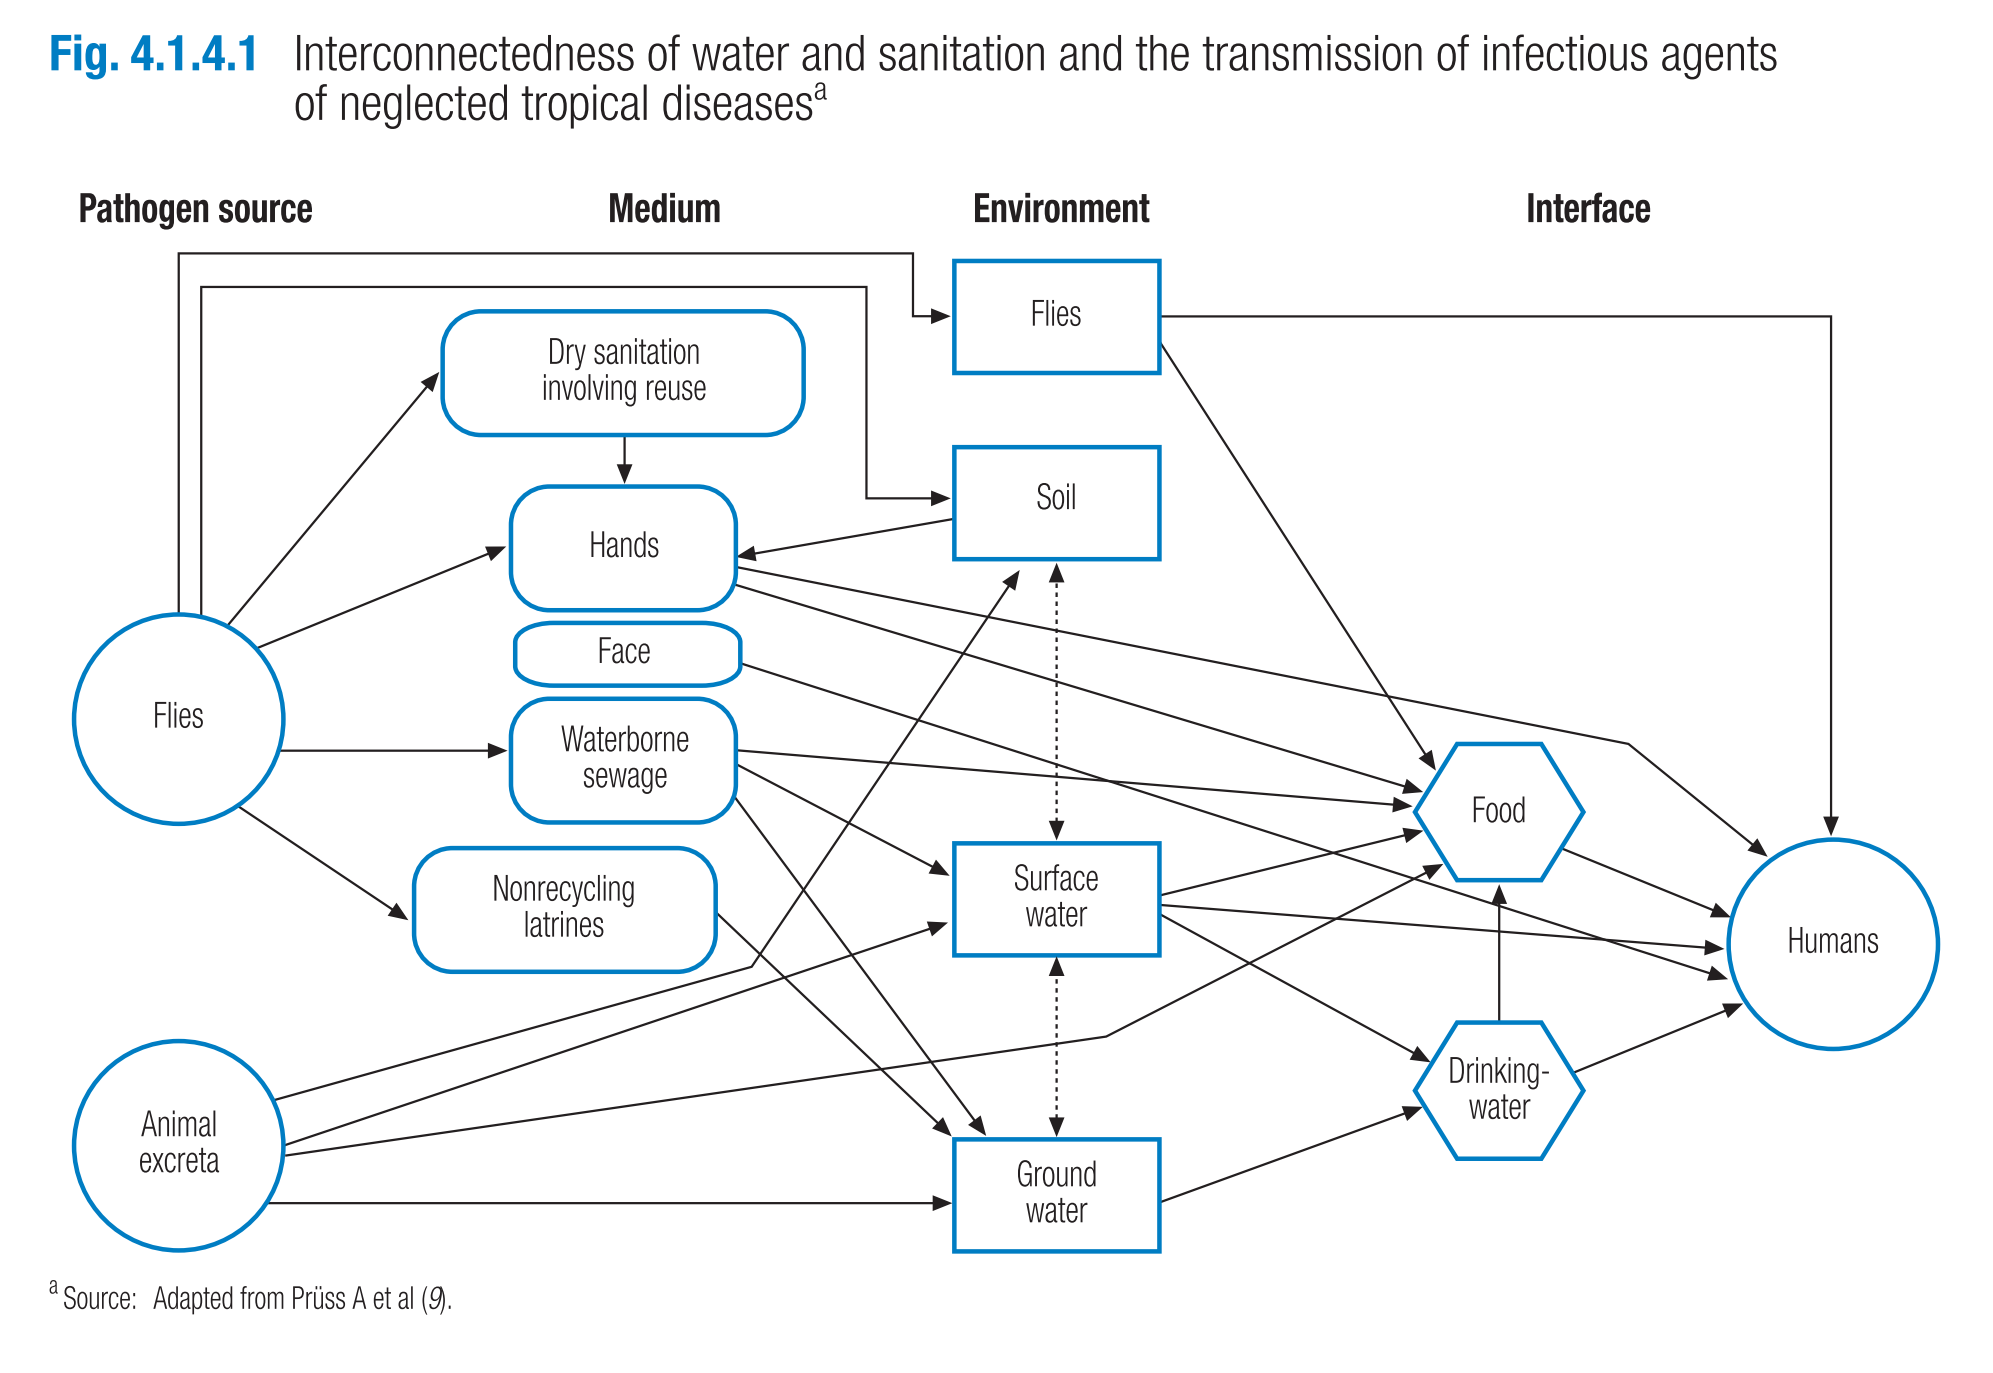 Fig. 4.1.4.1 Interconnectedness of water and sanitation and the transmission of infectious agents
of neglected tropical diseasesᵃ
Pathogen source Medium Environment Interface
Flies
Dry sanitation
involving reuse
Soil
Hands
Face
Flies
Waterborne
sewage
Food
Nonrecycling
latrines
Surface
water
Humans
Drinking-
water
Animal
excreta
Ground
water
ᵃ Source: Adapted from Prüss A et al (9).